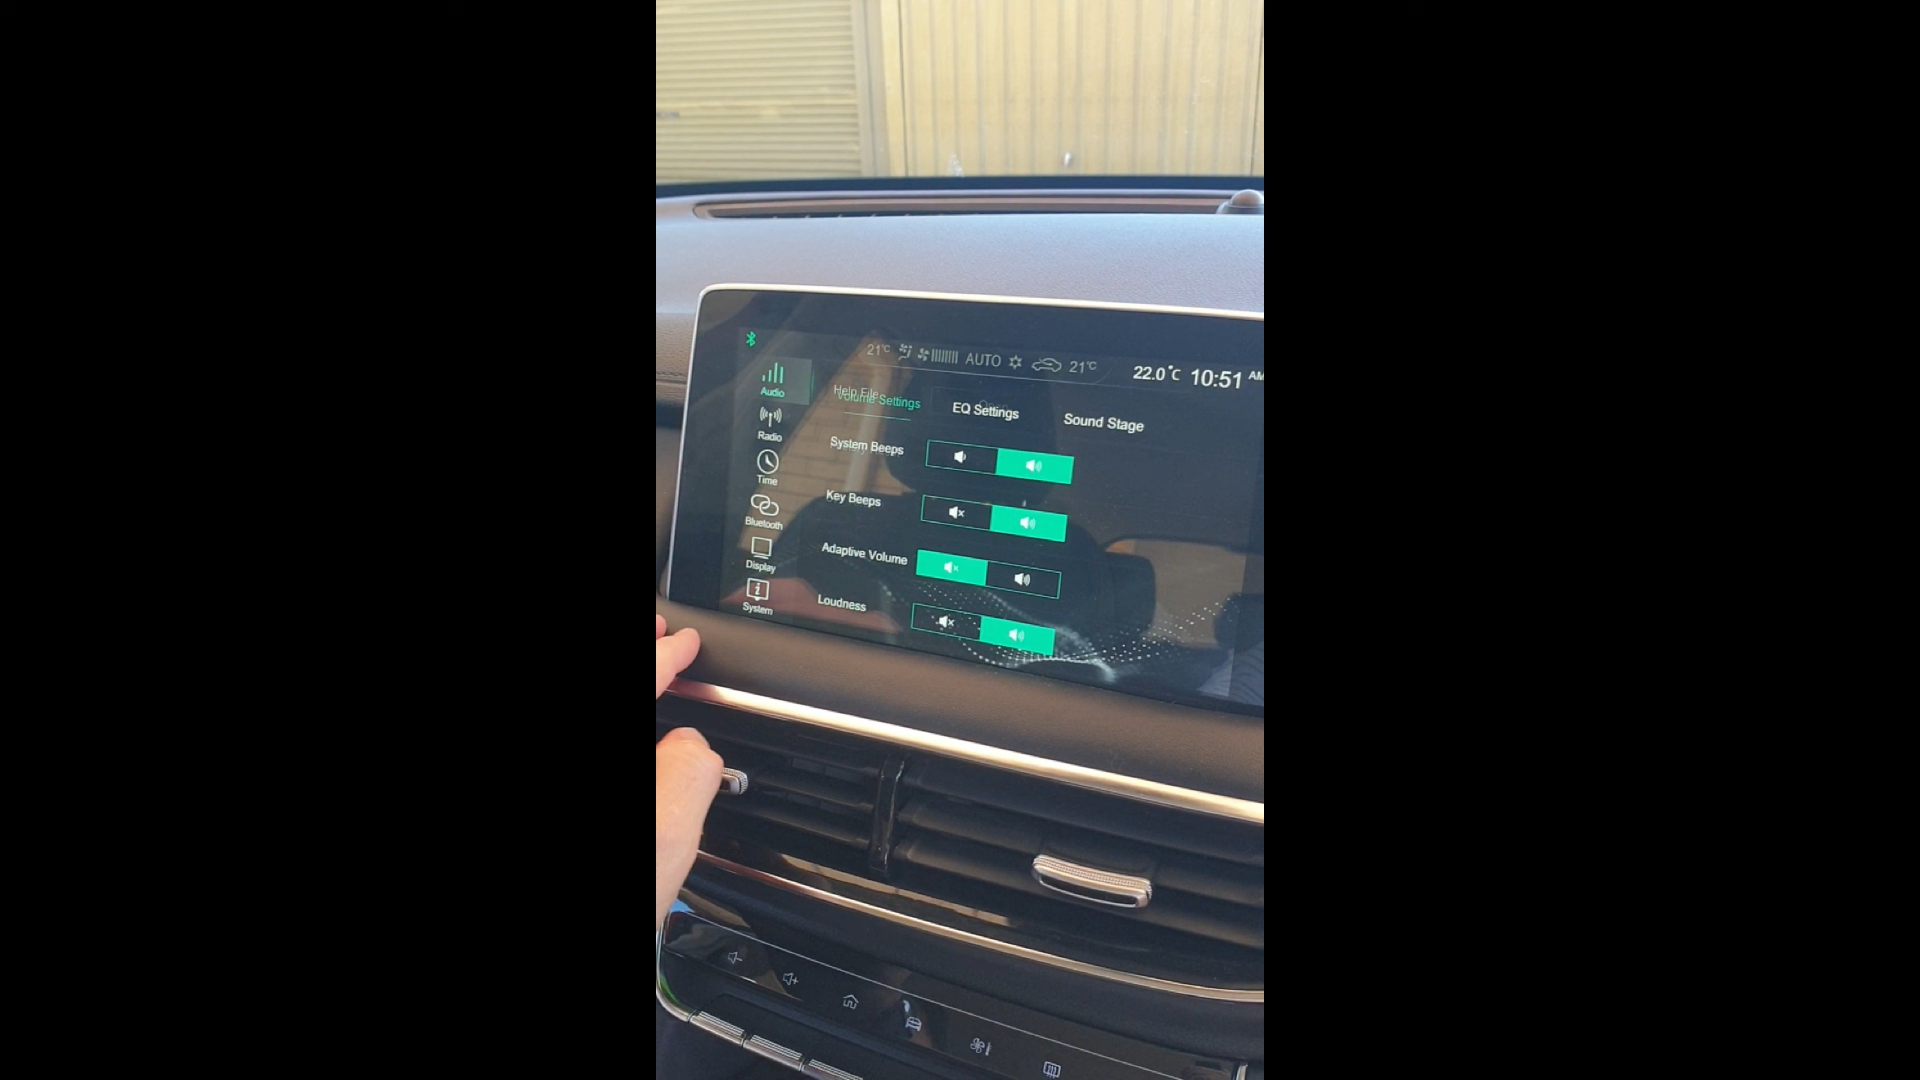 21°C AUTO 21°C 22.0°C 10:51 AM
Audio
Radio
Time
Bluetooth
Display
System
Help File
Volume Settings
EQ Settings
Sound Stage
System Beeps
Key Beeps
Adaptive Volume
Loudness